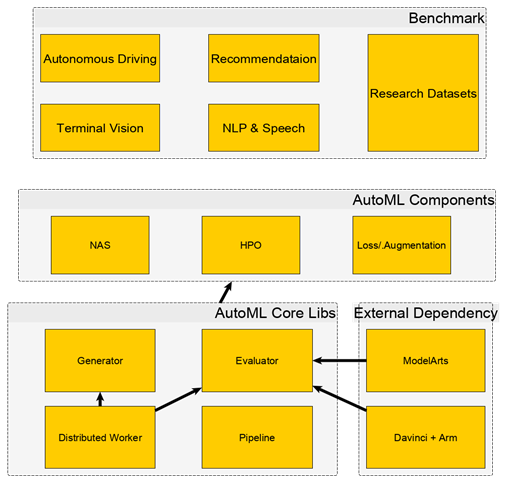 Benchmark
Autonomous Driving
Recommendataion
Research Datasets
Terminal Vision
NLP & Speech
AutoML Components
NAS
HPO
Loss/.Augmentation
AutoML Core Libs
External Dependency
Generator
Evaluator
ModelArts
Distributed Worker
Pipeline
Davinci + Arm